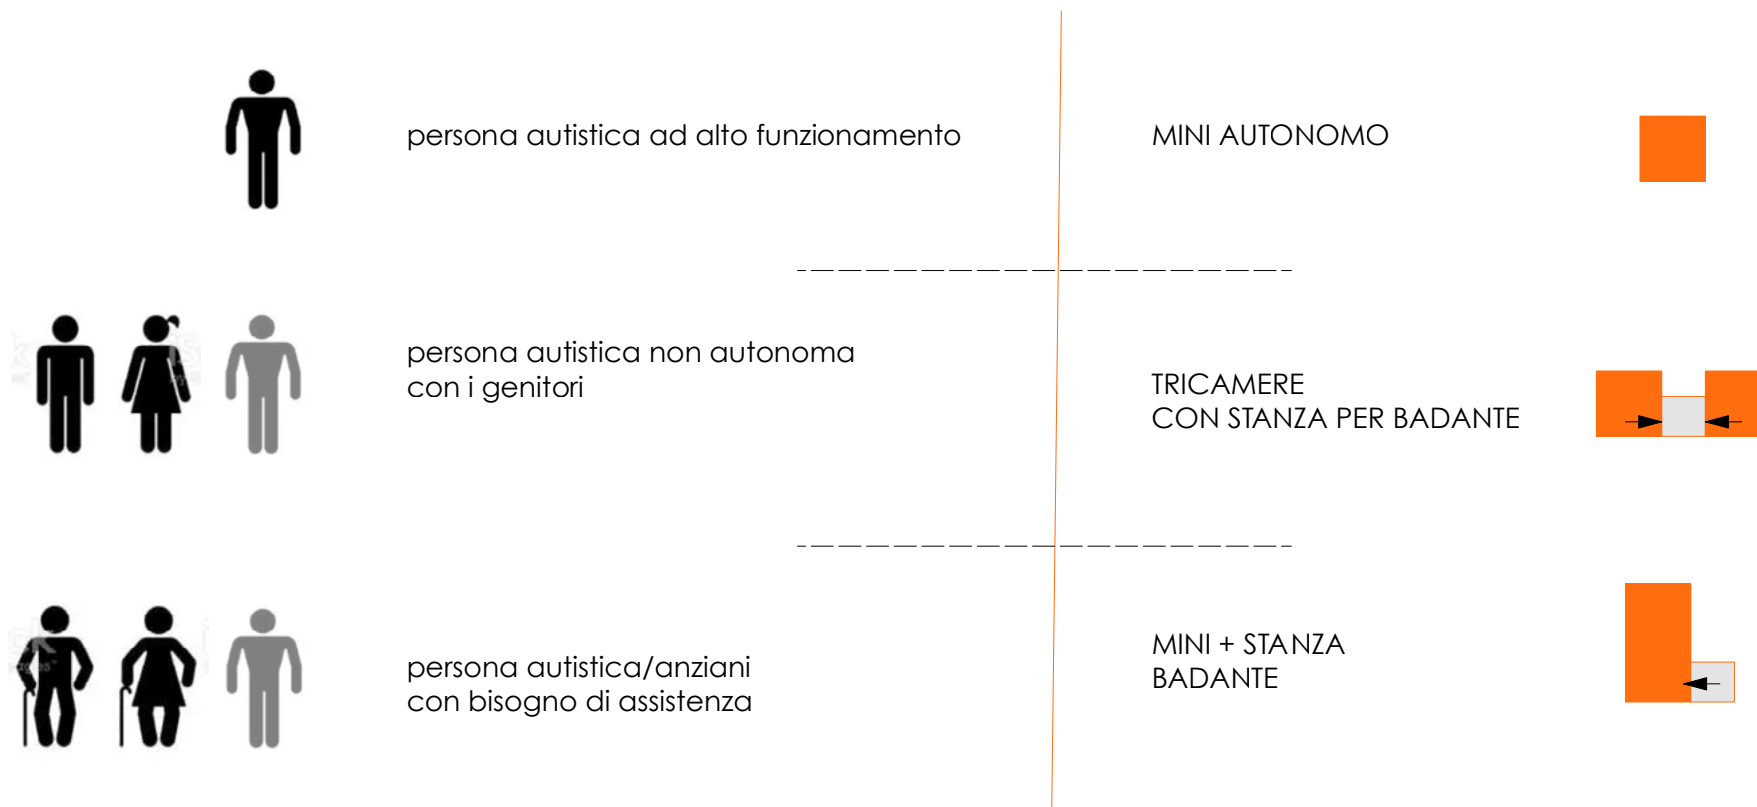 persona autistica ad alto funzionamento
MINI AUTONOMO
persona autistica non autonoma
con i genitori
TRICAMERE
CON STANZA PER BADANTE
persona autistica/anziani
con bisogno di assistenza
MINI + STANZA
BADANTE